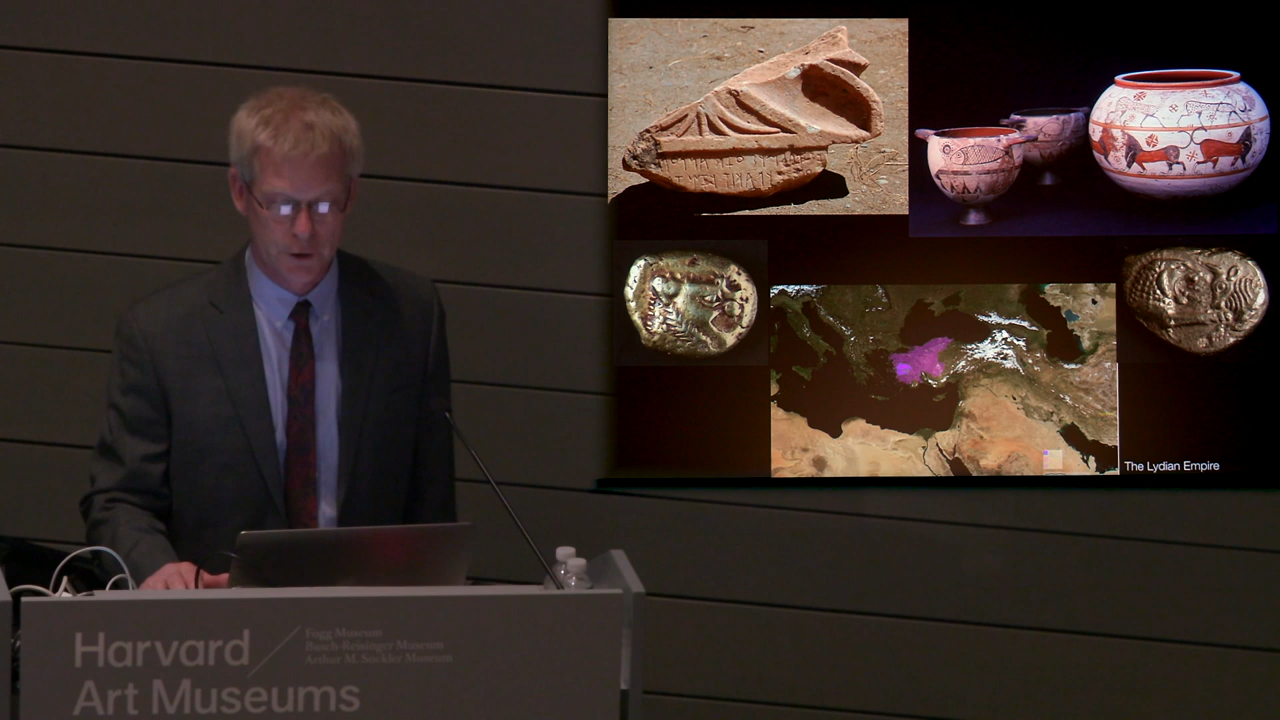 The Lydian Empire
Harvard
Art Museums
Fogg Museum
Busch-Reisinger Museum
Arthur M. Sackler Museum